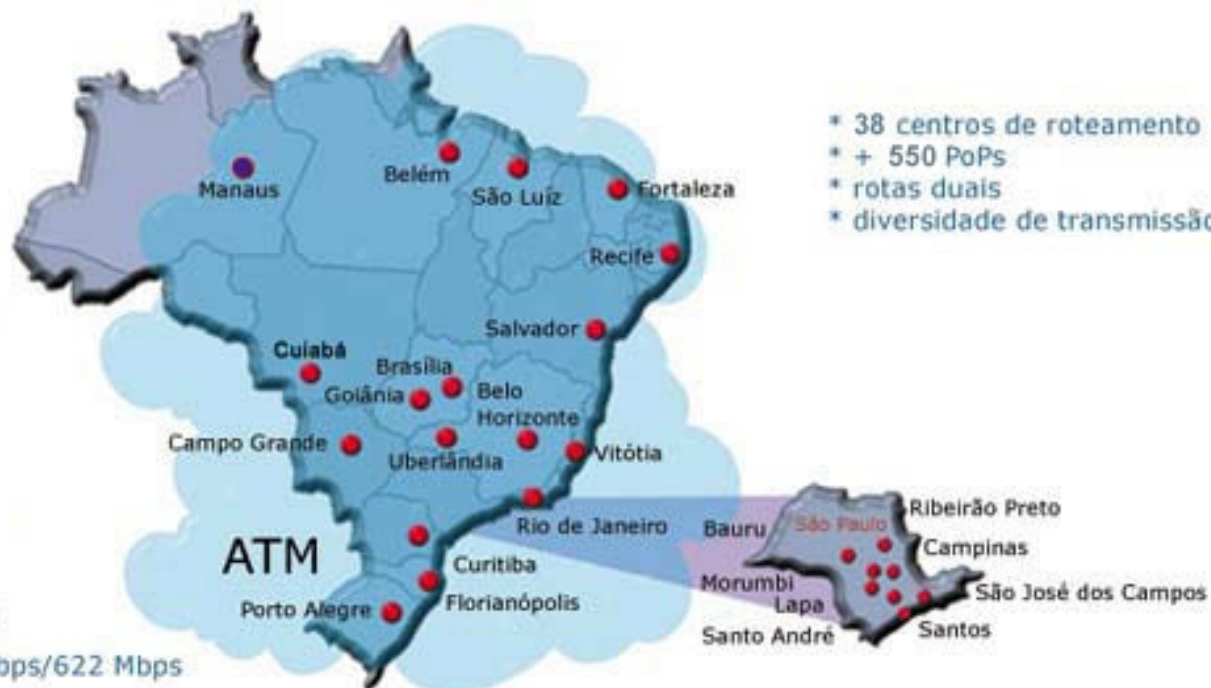 * 38 centros de roteamento
* + 550 PoPs
* rotas duais
* diversidade de transmissão
Manaus
Belém
São Luíz
Fortaleza
Recife
Salvador
Cuiabá
Brasília
Goiânia
Belo
Horizonte
Campo Grande
Uberlândia
Vitótia
Rio de Janeiro
ATM
Curitiba
Florianópolis
Porto Alegre
Bauru
São Paulo
Ribeirão Preto
Campinas
Morumbi
Lapa
São José dos Campos
Santo André
Santos
bps/622 Mbps